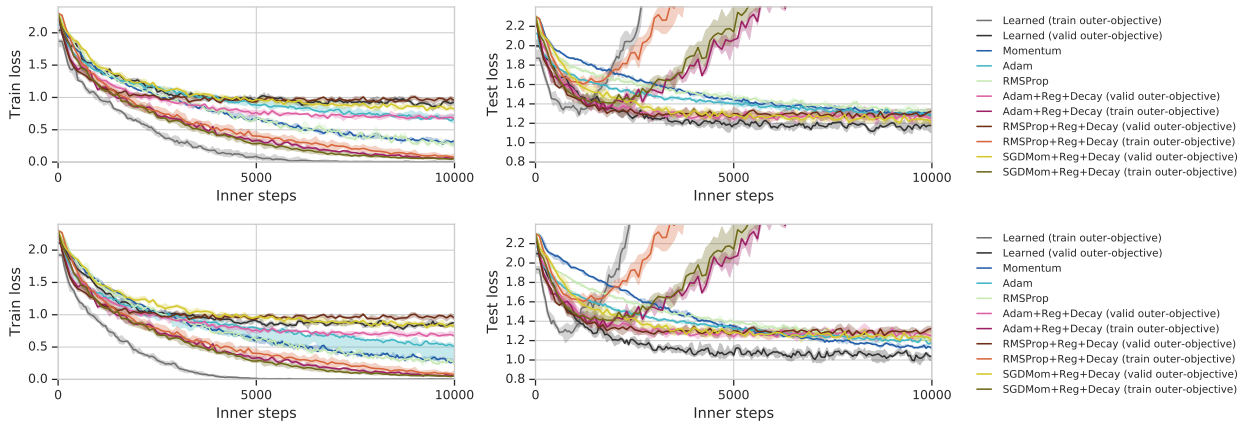 2.0
1.5
1.0
0.5
0.0
Train loss
0
5000
10000
Inner steps
2.2
2.0
1.8
1.6
1.4
1.2
1.0
0.8
Test loss
0
5000
10000
Inner steps
Learned (train outer-objective)
Learned (valid outer-objective)
Momentum
Adam
RMSProp
Adam+Reg+Decay (valid outer-objective)
Adam+Reg+Decay (train outer-objective)
RMSProp+Reg+Decay (valid outer-objective)
RMSProp+Reg+Decay (train outer-objective)
SGDMom+Reg+Decay (valid outer-objective)
SGDMom+Reg+Decay (train outer-objective)
2.0
1.5
1.0
0.5
0.0
Train loss
0
5000
10000
Inner steps
2.2
2.0
1.8
1.6
1.4
1.2
1.0
0.8
Test loss
0
5000
10000
Inner steps
Learned (train outer-objective)
Learned (valid outer-objective)
Momentum
Adam
RMSProp
Adam+Reg+Decay (valid outer-objective)
Adam+Reg+Decay (train outer-objective)
RMSProp+Reg+Decay (valid outer-objective)
RMSProp+Reg+Decay (train outer-objective)
SGDMom+Reg+Decay (valid outer-objective)
SGDMom+Reg+Decay (train outer-objective)